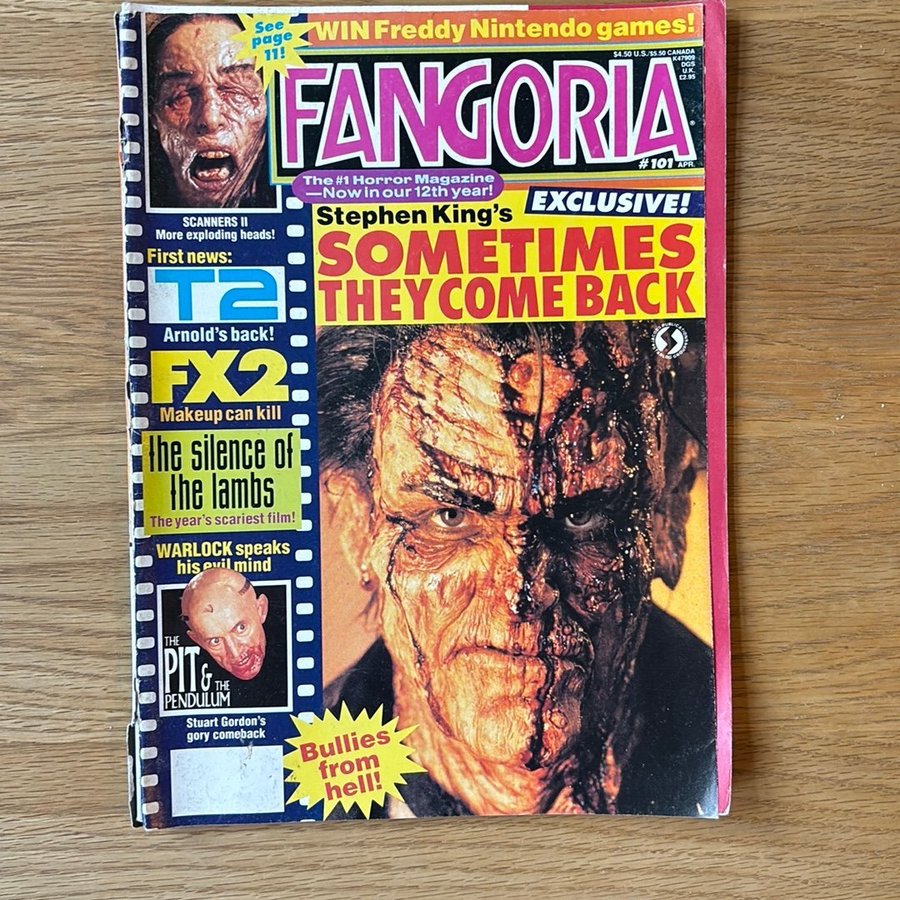 See
page
11!
WIN Freddy Nintendo games!
$4.50 U.S./$5.50 CANADA
K47909
DGS
U.K.
£2.95
FANGORIA
®
#101 APR.
The #1 Horror Magazine
—Now in our 12th year!
EXCLUSIVE!
Stephen King's
SOMETIMES
THEY COME BACK
SCANNERS II
More exploding heads!
First news:
T2
Arnold's back!
FX2
Makeup can kill
the silence of
the lambs
The year's scariest film!
WARLOCK speaks
his evil mind
THE
PIT & THE
PENDULUM
Stuart Gordon's
gory comeback
Bullies
from
hell!